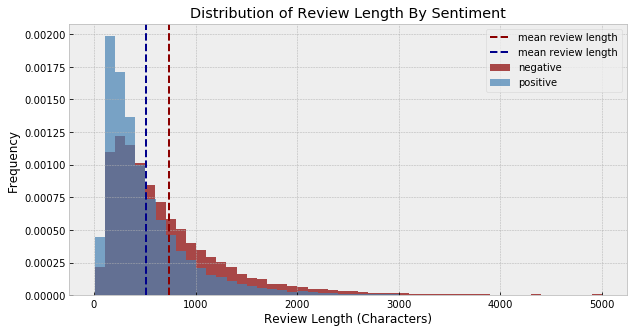 Distribution of Review Length By Sentiment
mean review length
mean review length
negative
positive
Frequency
0.00200
0.00175
0.00150
0.00125
0.00100
0.00075
0.00050
0.00025
0.00000
0 1000 2000 3000 4000 5000
Review Length (Characters)